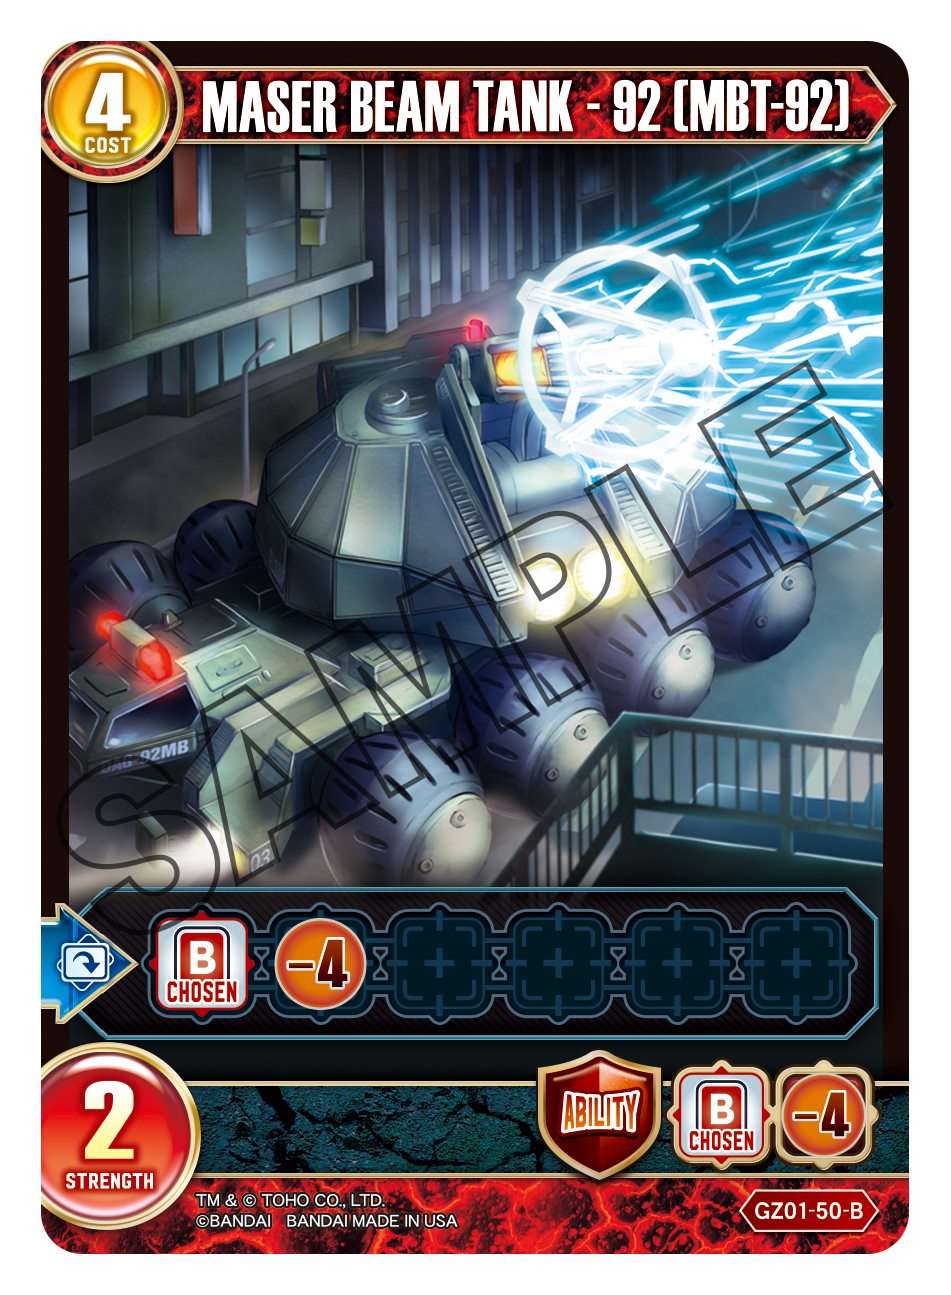 4
COST
MASER BEAM TANK - 92 (MBT-92)
SAMPLE
DAG-92MB
03
B
CHOSEN
-4
2
STRENGTH
ABILITY
B
CHOSEN
-4
TM & © TOHO CO., LTD.
©BANDAI BANDAI MADE IN USA
GZ01-50-B